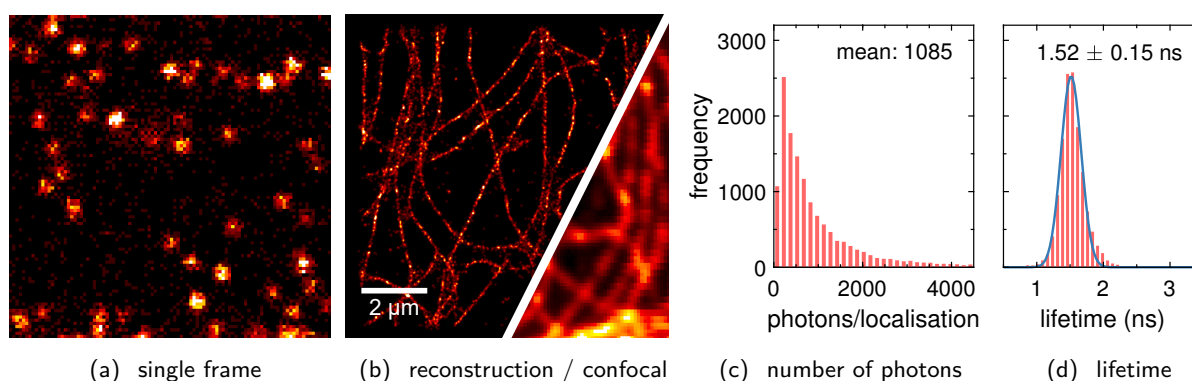 2 µm
(a) single frame
(b) reconstruction / confocal
3000
2000
1000
0
frequency
mean: 1085
0 2000 4000
photons/localisation
(c) number of photons
1.52 ± 0.15 ns
1 2 3
lifetime (ns)
(d) lifetime